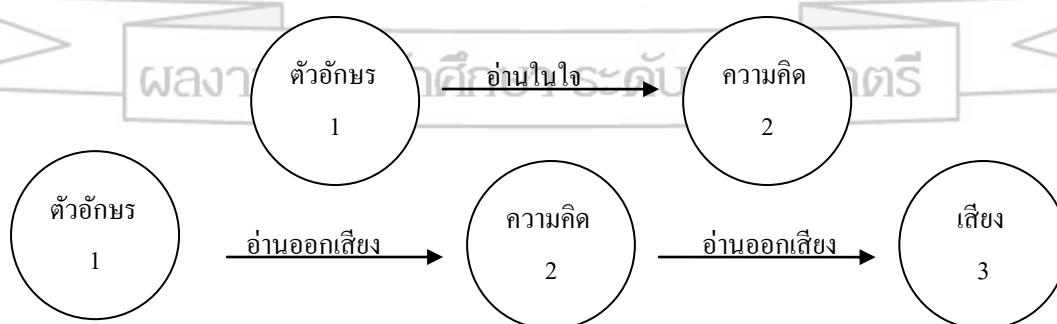 ตัวอักษร อ่านในใจ ความคิด
1 2
ตัวอักษร ความคิด เสียง
อ่านออกเสียง อ่านออกเสียง
1 2 3